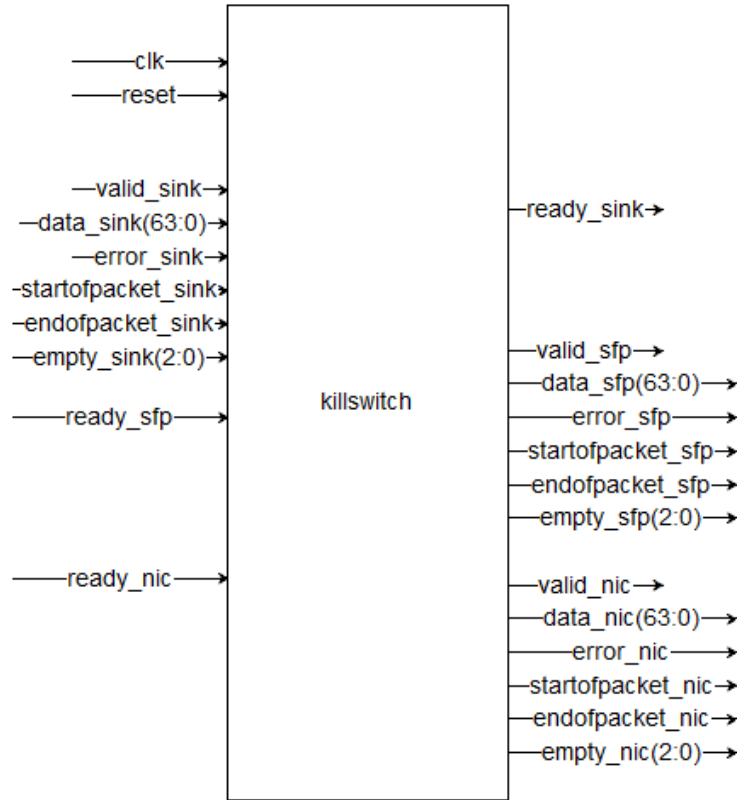 clk
reset
valid_sink
data_sink(63:0)
error_sink
startofpacket_sink
endofpacket_sink
empty_sink(2:0)
ready_sfp
ready_nic
killswitch
ready_sink
valid_sfp
data_sfp(63:0)
error_sfp
startofpacket_sfp
endofpacket_sfp
empty_sfp(2:0)
valid_nic
data_nic(63:0)
error_nic
startofpacket_nic
endofpacket_nic
empty_nic(2:0)